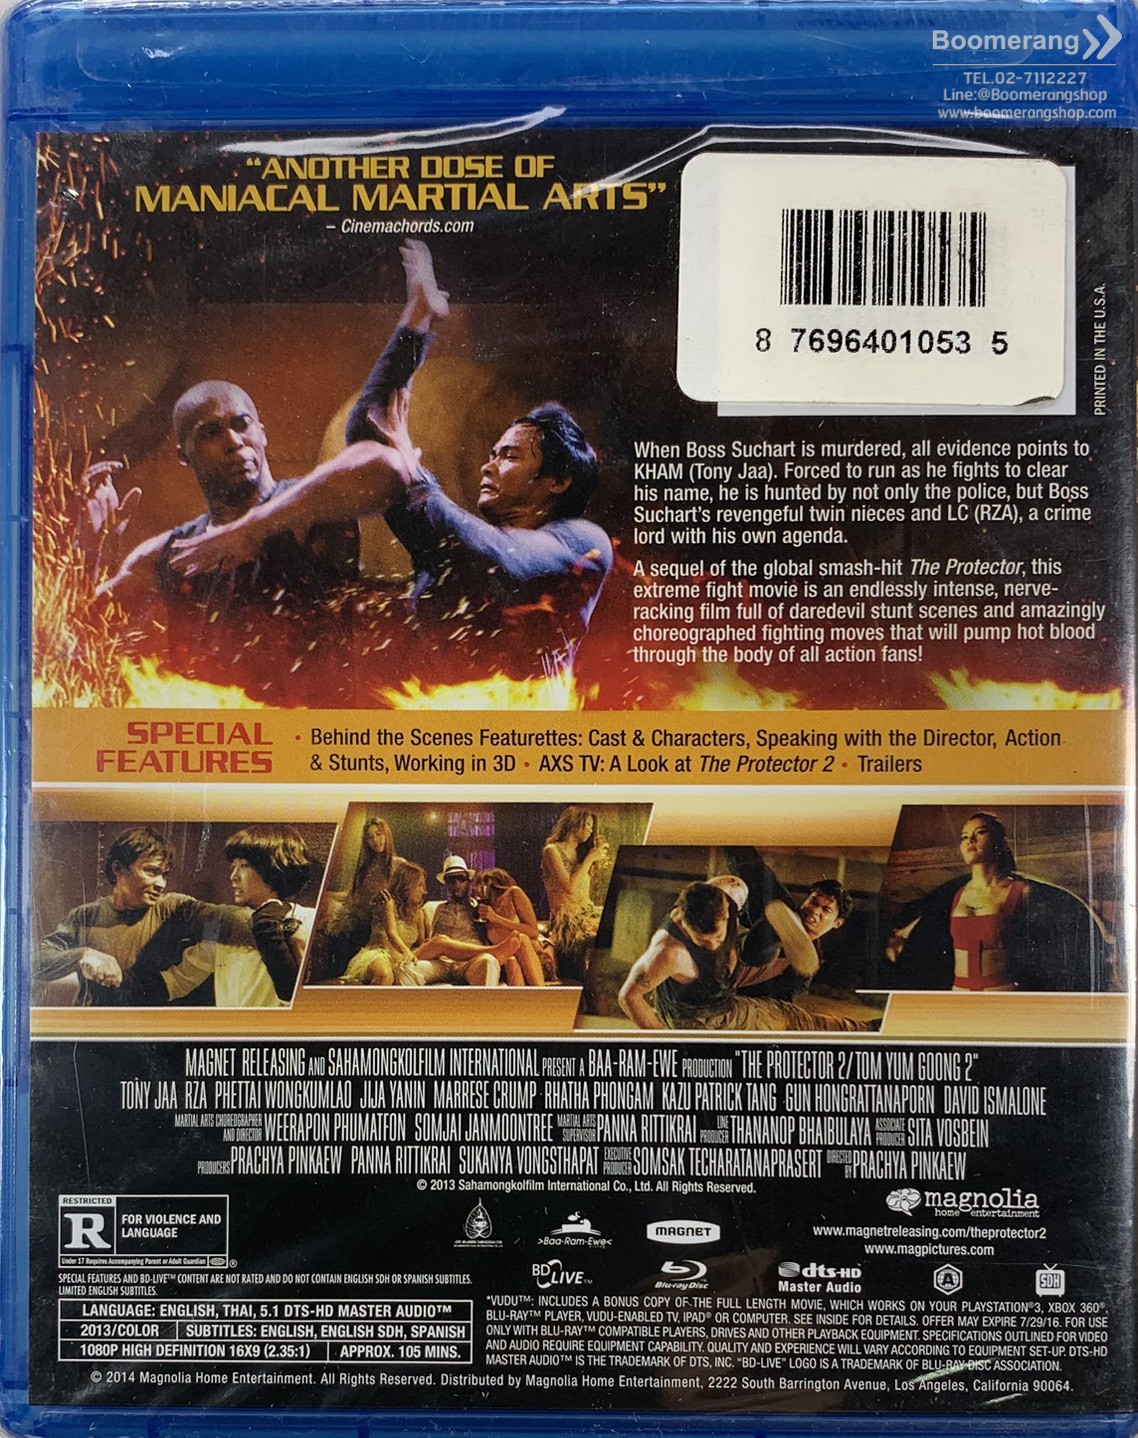 Boomerang
TEL.02-7112227
Line:@Boomerangshop
www.boomerangshop.com
“ANOTHER DOSE OF
MANIACAL MARTIAL ARTS”
– Cinemachords.com
8 7696401053 5
PRINTED IN THE U.S.A.
When Boss Suchart is murdered, all evidence points to
KHAM (Tony Jaa). Forced to run as he fights to clear
his name, he is hunted by not only the police, but Boss
Suchart’s revengeful twin nieces and LC (RZA), a crime
lord with his own agenda.
A sequel of the global smash-hit The Protector, this
extreme fight movie is an endlessly intense, nerve-
racking film full of daredevil stunt scenes and amazingly
choreographed fighting moves that will pump hot blood
through the body of all action fans!
SPECIAL
FEATURES
• Behind the Scenes Featurettes: Cast & Characters, Speaking with the Director, Action
& Stunts, Working in 3D • AXS TV: A Look at The Protector 2 • Trailers
MAGNET RELEASING AND SAHAMONGKOLFILM INTERNATIONAL PRESENT A BAA-RAM-EWE PRODUCTION "THE PROTECTOR 2/TOM YUM GOONG 2"
TONY JAA RZA PHETTAI WONGKUMLAO JIJA YANIN MARRESE CRUMP RHATHA PHONGAM KAZU PATRICK TANG GUN HONGRATTANAPORN DAVID ISMALONE
MARTIAL ARTS CHOREOGRAPHER AND DIRECTOR WEERAPON PHUMATFON SOMJAI JANMOONTREE MARTIAL ARTS SUPERVISOR PANNA RITTIKRAI LINE PRODUCER THANANOP BHAIBULAYA ASSOCIATE PRODUCER SITA VOSBEIN
PRODUCERS PRACHYA PINKAEW PANNA RITTIKRAI SUKANYA VONGSTHAPAT EXECUTIVE PRODUCER SOMSAK TECHARATANAPRASERT DIRECTED BY PRACHYA PINKAEW
© 2013 Sahamongkolfilm International Co., Ltd. All Rights Reserved.
RESTRICTED
R
FOR VIOLENCE AND
LANGUAGE
Under 17 Requires Accompanying Parent or Adult Guardian
®
>Baa-Ram-Ewe<
MAGNET
magnolia
home entertainment
www.magnetreleasing.com/theprotector2
www.magpictures.com
BD LIVE™
Blu-ray Disc
dts-HD
Master Audio
SDH
SPECIAL FEATURES AND BD-LIVE™ CONTENT ARE NOT RATED AND DO NOT CONTAIN ENGLISH SDH OR SPANISH SUBTITLES.
LIMITED ENGLISH SUBTITLES.
LANGUAGE: ENGLISH, THAI, 5.1 DTS-HD MASTER AUDIO™
2013/COLOR SUBTITLES: ENGLISH, ENGLISH SDH, SPANISH
1080P HIGH DEFINITION 16X9 (2.35:1) APPROX. 105 MINS.
*VUDU™: INCLUDES A BONUS COPY OF THE FULL LENGTH MOVIE, WHICH WORKS ON YOUR PLAYSTATION®3, XBOX 360®,
BLU-RAY™ PLAYER, VUDU-ENABLED TV, IPAD® OR COMPUTER. SEE INSIDE FOR DETAILS. OFFER MAY EXPIRE 7/29/16. FOR USE
ONLY WITH BLU-RAY™ COMPATIBLE PLAYERS, DRIVES AND OTHER PLAYBACK EQUIPMENT. SPECIFICATIONS OUTLINED FOR VIDEO
AND AUDIO REQUIRE EQUIPMENT CAPABILITY. QUALITY AND EXPERIENCE WILL VARY ACCORDING TO EQUIPMENT SET-UP. DTS-HD
MASTER AUDIO™ IS THE TRADEMARK OF DTS, INC. "BD-LIVE" LOGO IS A TRADEMARK OF BLU-RAY DISC ASSOCIATION.
© 2014 Magnolia Home Entertainment. All Rights Reserved. Distributed by Magnolia Home Entertainment, 2222 South Barrington Avenue, Los Angeles, California 90064.